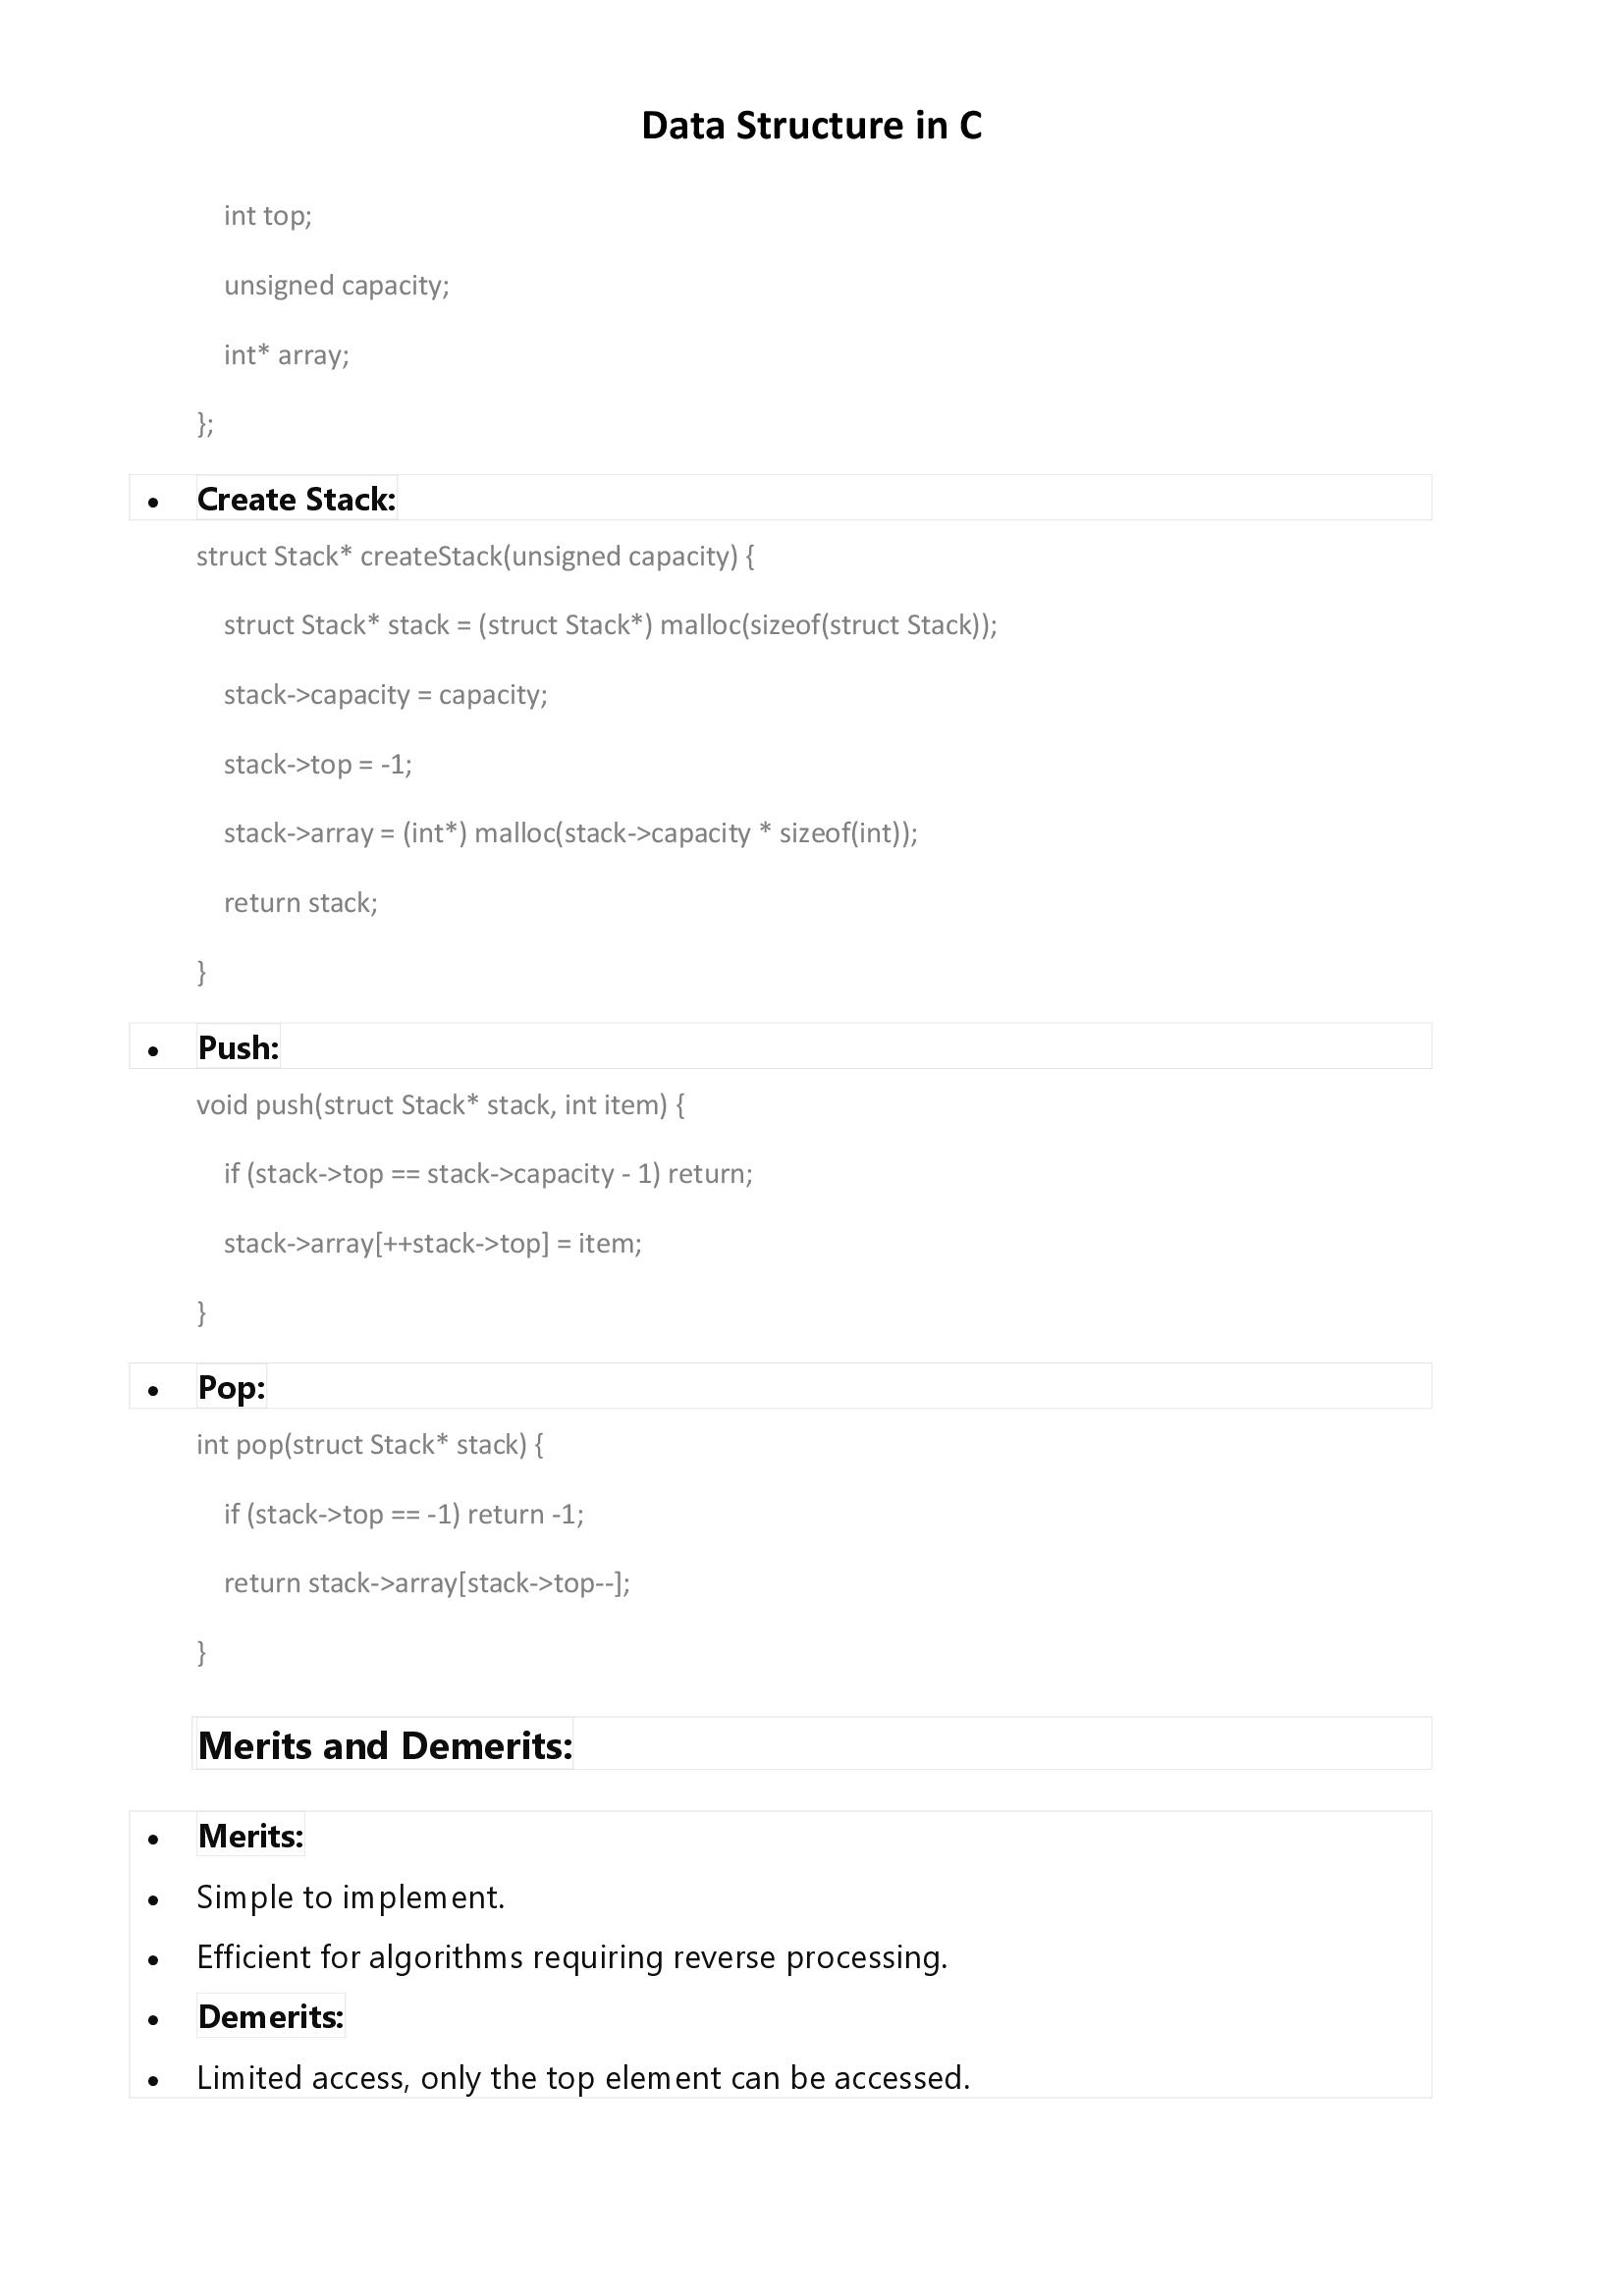 Data Structure in C
int top;
unsigned capacity;
int* array;
};
• Create Stack:
struct Stack* createStack(unsigned capacity) {
struct Stack* stack = (struct Stack*) malloc(sizeof(struct Stack));
stack->capacity = capacity;
stack->top = -1;
stack->array = (int*) malloc(stack->capacity * sizeof(int));
return stack;
}
• Push:
void push(struct Stack* stack, int item) {
if (stack->top == stack->capacity - 1) return;
stack->array[++stack->top] = item;
}
• Pop:
int pop(struct Stack* stack) {
if (stack->top == -1) return -1;
return stack->array[stack->top--];
}
Merits and Demerits:
• Merits:
• Simple to implement.
• Efficient for algorithms requiring reverse processing.
• Demerits:
• Limited access, only the top element can be accessed.